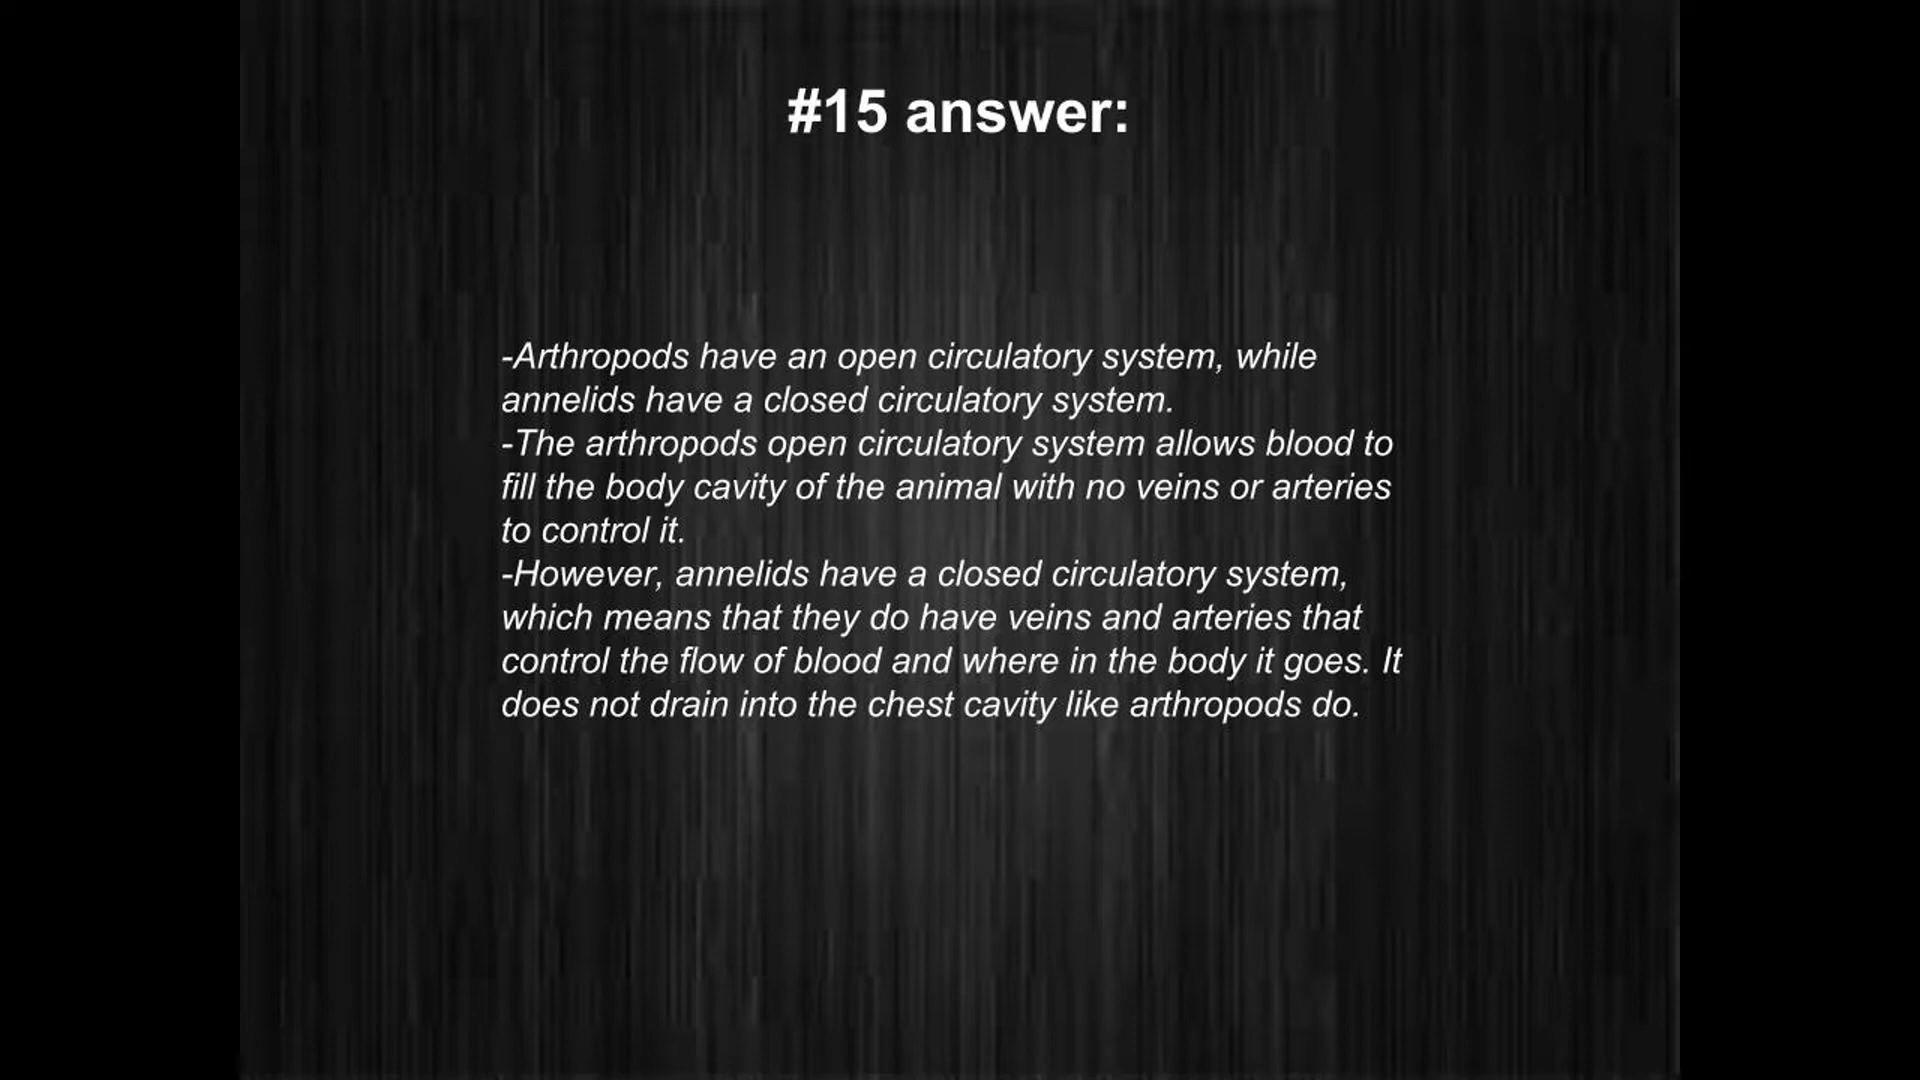 #15 answer:
-Arthropods have an open circulatory system, while
annelids have a closed circulatory system.
-The arthropods open circulatory system allows blood to
fill the body cavity of the animal with no veins or arteries
to control it.
-However, annelids have a closed circulatory system,
which means that they do have veins and arteries that
control the flow of blood and where in the body it goes. It
does not drain into the chest cavity like arthropods do.